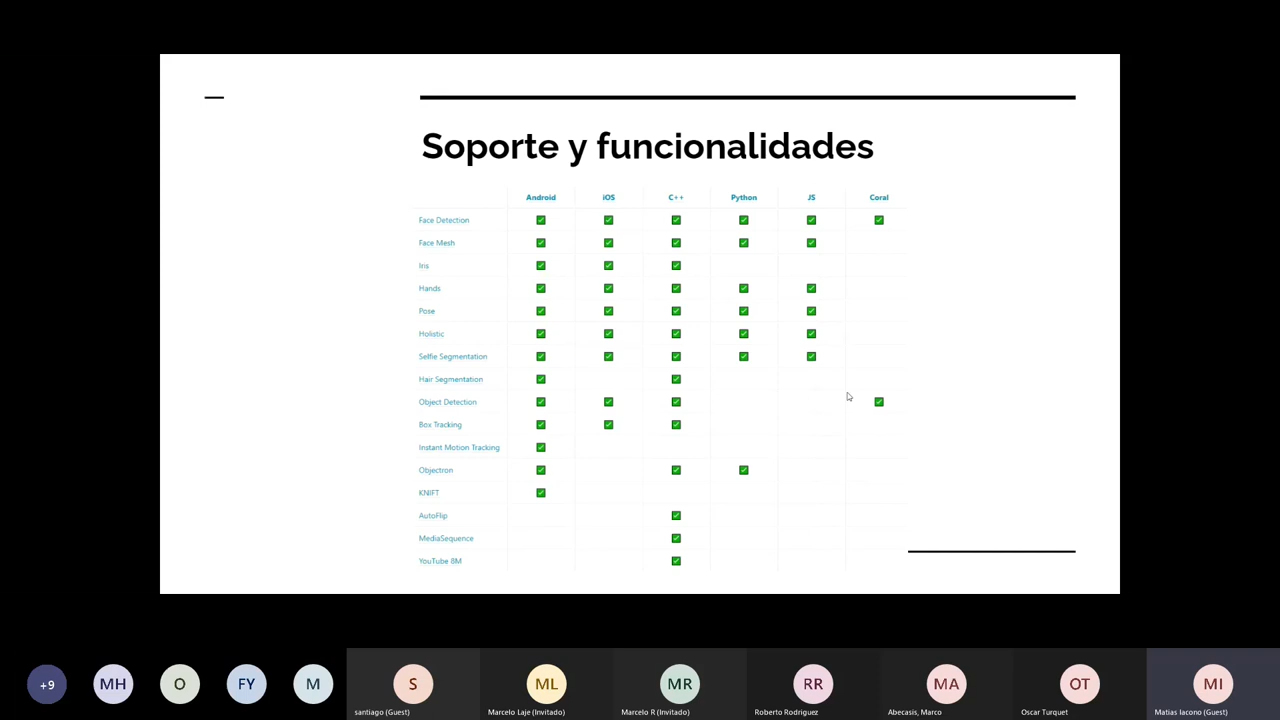 Soporte y funcionalidades
Android iOS C++ Python JS Coral
Face Detection ✅ ✅ ✅ ✅ ✅ ✅
Face Mesh ✅ ✅ ✅ ✅ ✅
Iris ✅ ✅ ✅
Hands ✅ ✅ ✅ ✅ ✅
Pose ✅ ✅ ✅ ✅ ✅
Holistic ✅ ✅ ✅ ✅ ✅
Selfie Segmentation ✅ ✅ ✅ ✅ ✅
Hair Segmentation ✅ ✅
Object Detection ✅ ✅ ✅ ✅
Box Tracking ✅ ✅ ✅
Instant Motion Tracking ✅
Objectron ✅ ✅ ✅
KNIFT ✅
AutoFlip ✅
MediaSequence ✅
YouTube 8M ✅
+9 MH O FY M S ML MR RR MA OT MI
santiago (Guest) Marcelo Laje (Invitado) Marcelo R (Invitado) Roberto Rodriguez Abecasis, Marco Oscar Turquet Matias Iacono (Guest)